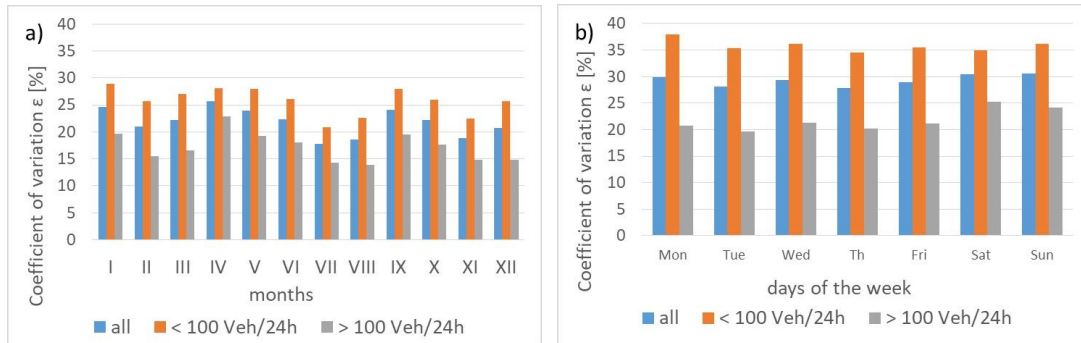 a)
Coefficient of variation ε [%]
40
35
30
25
20
15
10
5
0
I II III IV V VI VII VIII IX X XI XII
months
all < 100 Veh/24h > 100 Veh/24h
b)
Coefficient of variation ε [%]
40
35
30
25
20
15
10
5
0
Mon Tue Wed Th Fri Sat Sun
days of the week
all < 100 Veh/24h > 100 Veh/24h